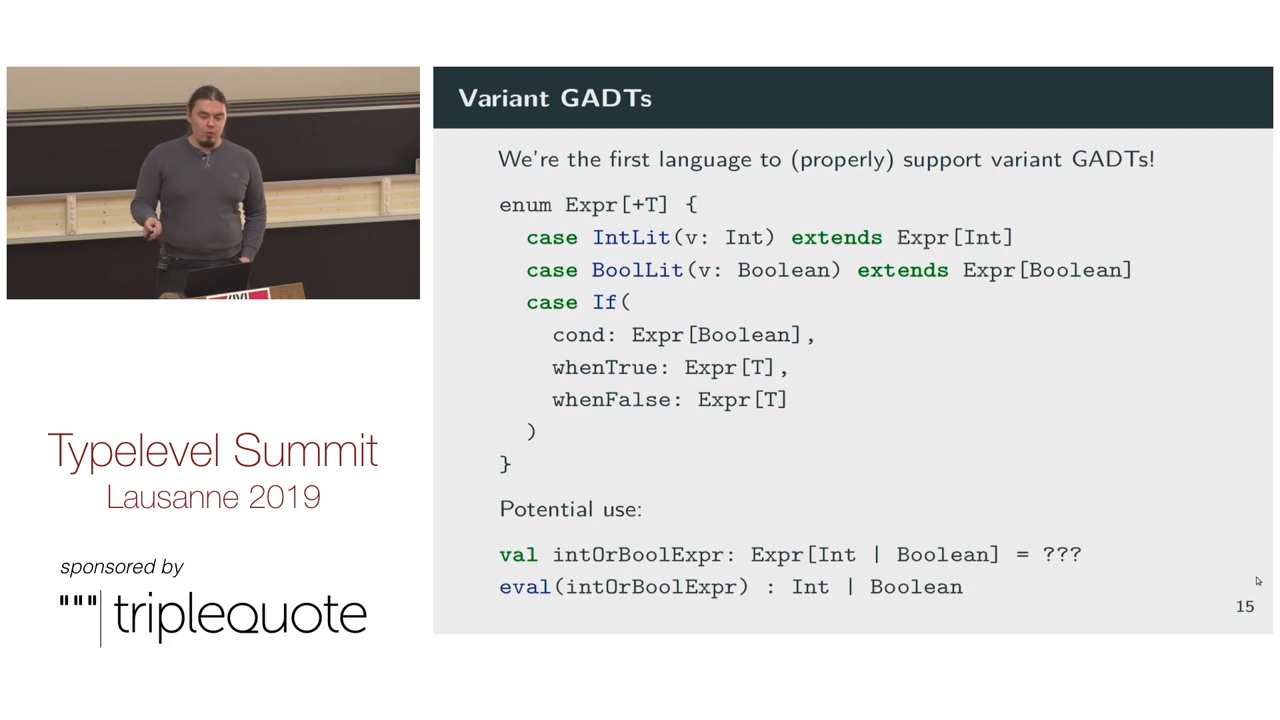 Variant GADTs
We're the first language to (properly) support variant GADTs!
enum Expr[+T] {
case IntLit(v: Int) extends Expr[Int]
case BoolLit(v: Boolean) extends Expr[Boolean]
case If(
cond: Expr[Boolean],
whenTrue: Expr[T],
whenFalse: Expr[T]
)
}
Potential use:
val intOrBoolExpr: Expr[Int | Boolean] = ???
eval(intOrBoolExpr) : Int | Boolean
15
Typelevel Summit
Lausanne 2019
sponsored by
triplequote